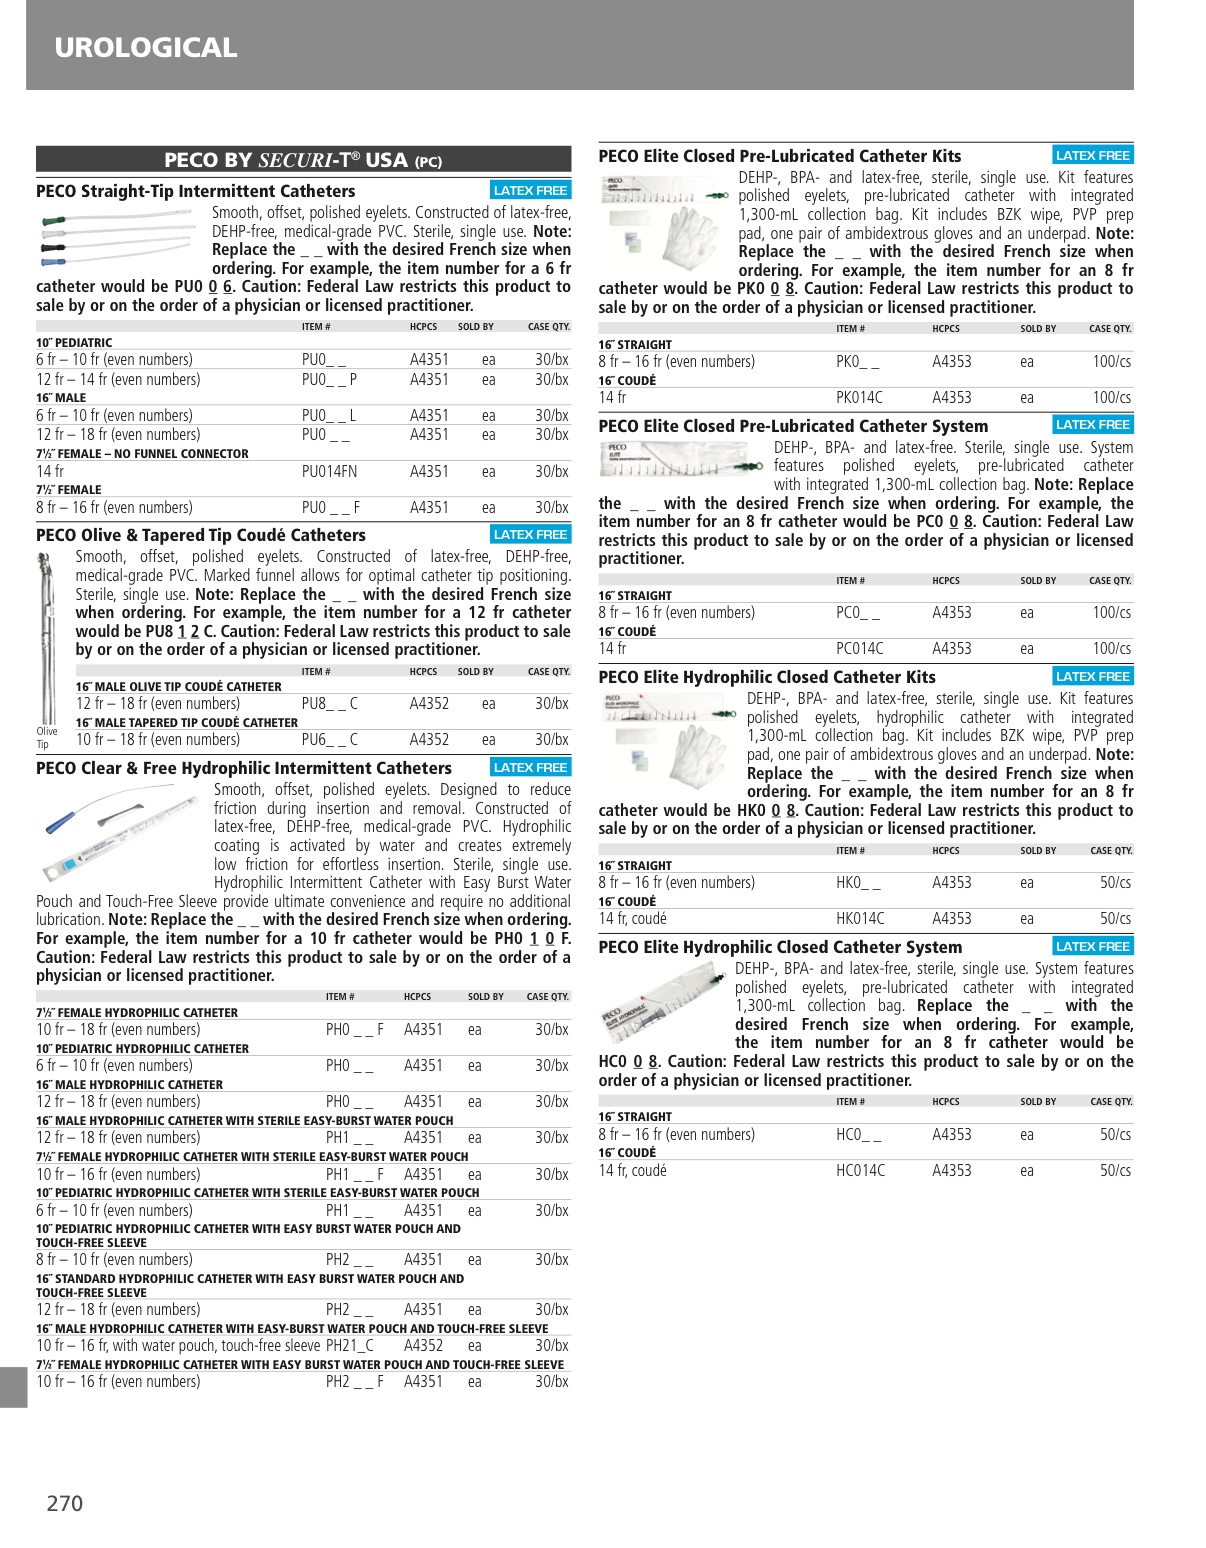 UROLOGICAL
PECO BY SECURI-T® USA (PC)
PECO Straight-Tip Intermittent Catheters
LATEX FREE
Smooth, offset, polished eyelets. Constructed of latex-free,
DEHP-free, medical-grade PVC. Sterile, single use. Note:
Replace the _ _ with the desired French size when
ordering. For example, the item number for a 6 fr
catheter would be PU0 0 6. Caution: Federal Law restricts this product to
sale by or on the order of a physician or licensed practitioner.
ITEM # HCPCS SOLD BY CASE QTY.
10˝ PEDIATRIC
6 fr – 10 fr (even numbers) PU0_ _ A4351 ea 30/bx
12 fr – 14 fr (even numbers) PU0_ _ P A4351 ea 30/bx
16˝ MALE
6 fr – 10 fr (even numbers) PU0_ _ L A4351 ea 30/bx
12 fr – 18 fr (even numbers) PU0 _ _ A4351 ea 30/bx
7½˝ FEMALE – NO FUNNEL CONNECTOR
14 fr PU014FN A4351 ea 30/bx
7½˝ FEMALE
8 fr – 16 fr (even numbers) PU0 _ _ F A4351 ea 30/bx
PECO Olive & Tapered Tip Coudé Catheters
LATEX FREE
Smooth, offset, polished eyelets. Constructed of latex-free, DEHP-free,
medical-grade PVC. Marked funnel allows for optimal catheter tip positioning.
Sterile, single use. Note: Replace the _ _ with the desired French size
when ordering. For example, the item number for a 12 fr catheter
would be PU8 1 2 C. Caution: Federal Law restricts this product to sale
by or on the order of a physician or licensed practitioner.
ITEM # HCPCS SOLD BY CASE QTY.
16˝ MALE OLIVE TIP COUDÉ CATHETER
12 fr – 18 fr (even numbers) PU8_ _ C A4352 ea 30/bx
16˝ MALE TAPERED TIP COUDÉ CATHETER
10 fr – 18 fr (even numbers) PU6_ _ C A4352 ea 30/bx
Olive
Tip
PECO Clear & Free Hydrophilic Intermittent Catheters
LATEX FREE
Smooth, offset, polished eyelets. Designed to reduce
friction during insertion and removal. Constructed of
latex-free, DEHP-free, medical-grade PVC. Hydrophilic
coating is activated by water and creates extremely
low friction for effortless insertion. Sterile, single use.
Hydrophilic Intermittent Catheter with Easy Burst Water
Pouch and Touch-Free Sleeve provide ultimate convenience and require no additional
lubrication. Note: Replace the _ _ with the desired French size when ordering.
For example, the item number for a 10 fr catheter would be PH0 1 0 F.
Caution: Federal Law restricts this product to sale by or on the order of a
physician or licensed practitioner.
ITEM # HCPCS SOLD BY CASE QTY.
7½˝ FEMALE HYDROPHILIC CATHETER
10 fr – 18 fr (even numbers) PH0 _ _ F A4351 ea 30/bx
10˝ PEDIATRIC HYDROPHILIC CATHETER
6 fr – 10 fr (even numbers) PH0 _ _ A4351 ea 30/bx
16˝ MALE HYDROPHILIC CATHETER
12 fr – 18 fr (even numbers) PH0 _ _ A4351 ea 30/bx
16˝ MALE HYDROPHILIC CATHETER WITH STERILE EASY-BURST WATER POUCH
12 fr – 18 fr (even numbers) PH1 _ _ A4351 ea 30/bx
7½˝ FEMALE HYDROPHILIC CATHETER WITH STERILE EASY-BURST WATER POUCH
10 fr – 16 fr (even numbers) PH1 _ _ F A4351 ea 30/bx
10˝ PEDIATRIC HYDROPHILIC CATHETER WITH STERILE EASY-BURST WATER POUCH
6 fr – 10 fr (even numbers) PH1 _ _ A4351 ea 30/bx
10˝ PEDIATRIC HYDROPHILIC CATHETER WITH EASY BURST WATER POUCH AND
TOUCH-FREE SLEEVE
8 fr – 10 fr (even numbers) PH2 _ _ A4351 ea 30/bx
16˝ STANDARD HYDROPHILIC CATHETER WITH EASY BURST WATER POUCH AND
TOUCH-FREE SLEEVE
12 fr – 18 fr (even numbers) PH2 _ _ A4351 ea 30/bx
16˝ MALE HYDROPHILIC CATHETER WITH EASY-BURST WATER POUCH AND TOUCH-FREE SLEEVE
10 fr – 16 fr, with water pouch, touch-free sleeve PH21_C A4352 ea 30/bx
7½˝ FEMALE HYDROPHILIC CATHETER WITH EASY BURST WATER POUCH AND TOUCH-FREE SLEEVE
10 fr – 16 fr (even numbers) PH2 _ _ F A4351 ea 30/bx
PECO Elite Closed Pre-Lubricated Catheter Kits
LATEX FREE
PECO
ELITE
DEHP-, BPA- and latex-free, sterile, single use. Kit features
polished eyelets, pre-lubricated catheter with integrated
1,300-mL collection bag. Kit includes BZK wipe, PVP prep
pad, one pair of ambidextrous gloves and an underpad. Note:
Replace the _ _ with the desired French size when
ordering. For example, the item number for an 8 fr
catheter would be PK0 0 8. Caution: Federal Law restricts this product to
sale by or on the order of a physician or licensed practitioner.
ITEM # HCPCS SOLD BY CASE QTY.
16˝ STRAIGHT
8 fr – 16 fr (even numbers) PK0_ _ A4353 ea 100/cs
16˝ COUDÉ
14 fr PK014C A4353 ea 100/cs
PECO Elite Closed Pre-Lubricated Catheter System
LATEX FREE
PECO
ELITE
DEHP-, BPA- and latex-free. Sterile, single use. System
features polished eyelets, pre-lubricated catheter
with integrated 1,300-mL collection bag. Note: Replace
the _ _ with the desired French size when ordering. For example, the
item number for an 8 fr catheter would be PC0 0 8. Caution: Federal Law
restricts this product to sale by or on the order of a physician or licensed
practitioner.
ITEM # HCPCS SOLD BY CASE QTY.
16˝ STRAIGHT
8 fr – 16 fr (even numbers) PC0_ _ A4353 ea 100/cs
16˝ COUDÉ
14 fr PC014C A4353 ea 100/cs
PECO Elite Hydrophilic Closed Catheter Kits
LATEX FREE
PECO
ELITE HYDROPHILIC
DEHP-, BPA- and latex-free, sterile, single use. Kit features
polished eyelets, hydrophilic catheter with integrated
1,300-mL collection bag. Kit includes BZK wipe, PVP prep
pad, one pair of ambidextrous gloves and an underpad. Note:
Replace the _ _ with the desired French size when
ordering. For example, the item number for an 8 fr
catheter would be HK0 0 8. Caution: Federal Law restricts this product to
sale by or on the order of a physician or licensed practitioner.
ITEM # HCPCS SOLD BY CASE QTY.
16˝ STRAIGHT
8 fr – 16 fr (even numbers) HK0_ _ A4353 ea 50/cs
16˝ COUDÉ
14 fr, coudé HK014C A4353 ea 50/cs
PECO Elite Hydrophilic Closed Catheter System
LATEX FREE
PECO
ELITE HYDROPHILIC
DEHP-, BPA- and latex-free, sterile, single use. System features
polished eyelets, pre-lubricated catheter with integrated
1,300-mL collection bag. Replace the _ _ with the
desired French size when ordering. For example,
the item number for an 8 fr catheter would be
HC0 0 8. Caution: Federal Law restricts this product to sale by or on the
order of a physician or licensed practitioner.
ITEM # HCPCS SOLD BY CASE QTY.
16˝ STRAIGHT
8 fr – 16 fr (even numbers) HC0_ _ A4353 ea 50/cs
16˝ COUDÉ
14 fr, coudé HC014C A4353 ea 50/cs
270